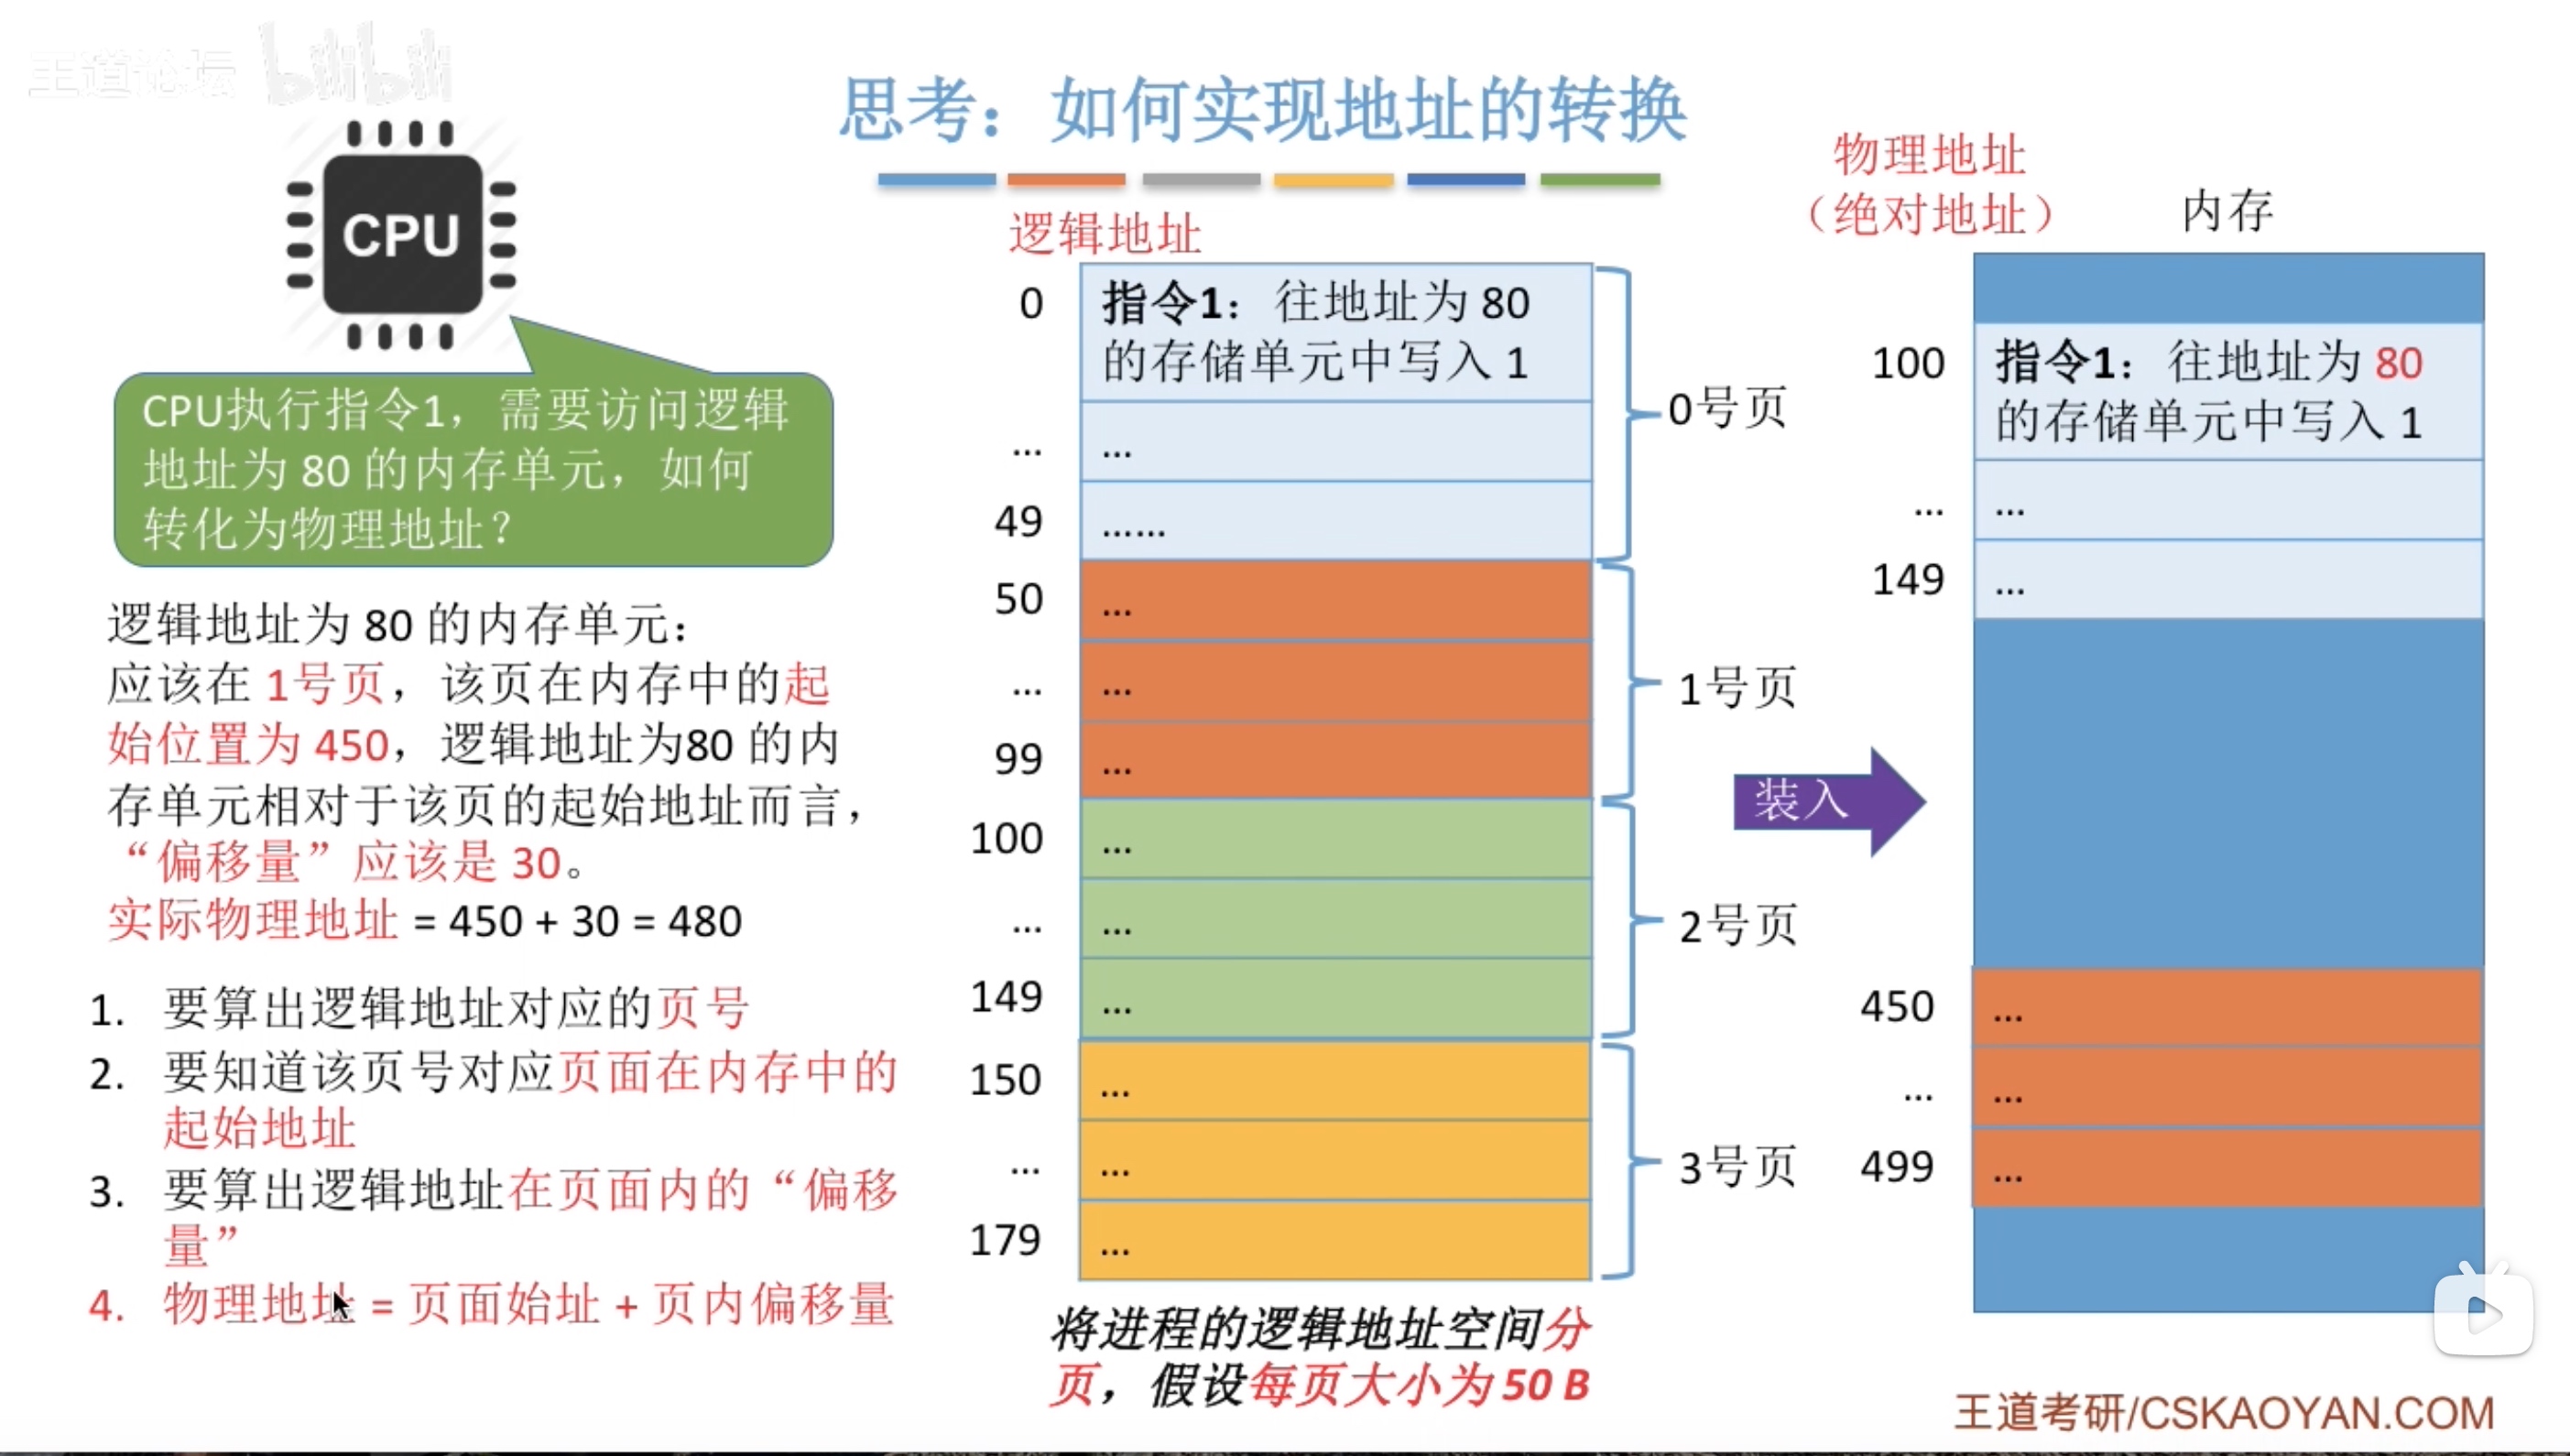 王道论坛 bilibili
思考：如何实现地址的转换
CPU
CPU执行指令1，需要访问逻辑
地址为 80 的内存单元，如何
转化为物理地址？
逻辑地址为 80 的内存单元：
应该在 1号页，该页在内存中的起
始位置为 450，逻辑地址为80 的内
存单元相对于该页的起始地址而言，
“偏移量”应该是 30。
实际物理地址 = 450 + 30 = 480
1. 要算出逻辑地址对应的页号
2. 要知道该页号对应页面在内存中的
起始地址
3. 要算出逻辑地址在页面内的“偏移
量”
4. 物理地址 = 页面始址 + 页内偏移量
逻辑地址
0
指令1：往地址为 80
的存储单元中写入 1
... ...
49 ......
0号页
50 ...
... ...
99 ...
1号页
100 ...
... ...
149 ...
2号页
150 ...
... ...
179 ...
3号页
将进程的逻辑地址空间分
页，假设每页大小为 50 B
装入
物理地址
（绝对地址）
内存
100
指令1：往地址为 80
的存储单元中写入 1
... ...
149 ...
450 ...
... ...
499 ...
王道考研/CSKAOYAN.COM